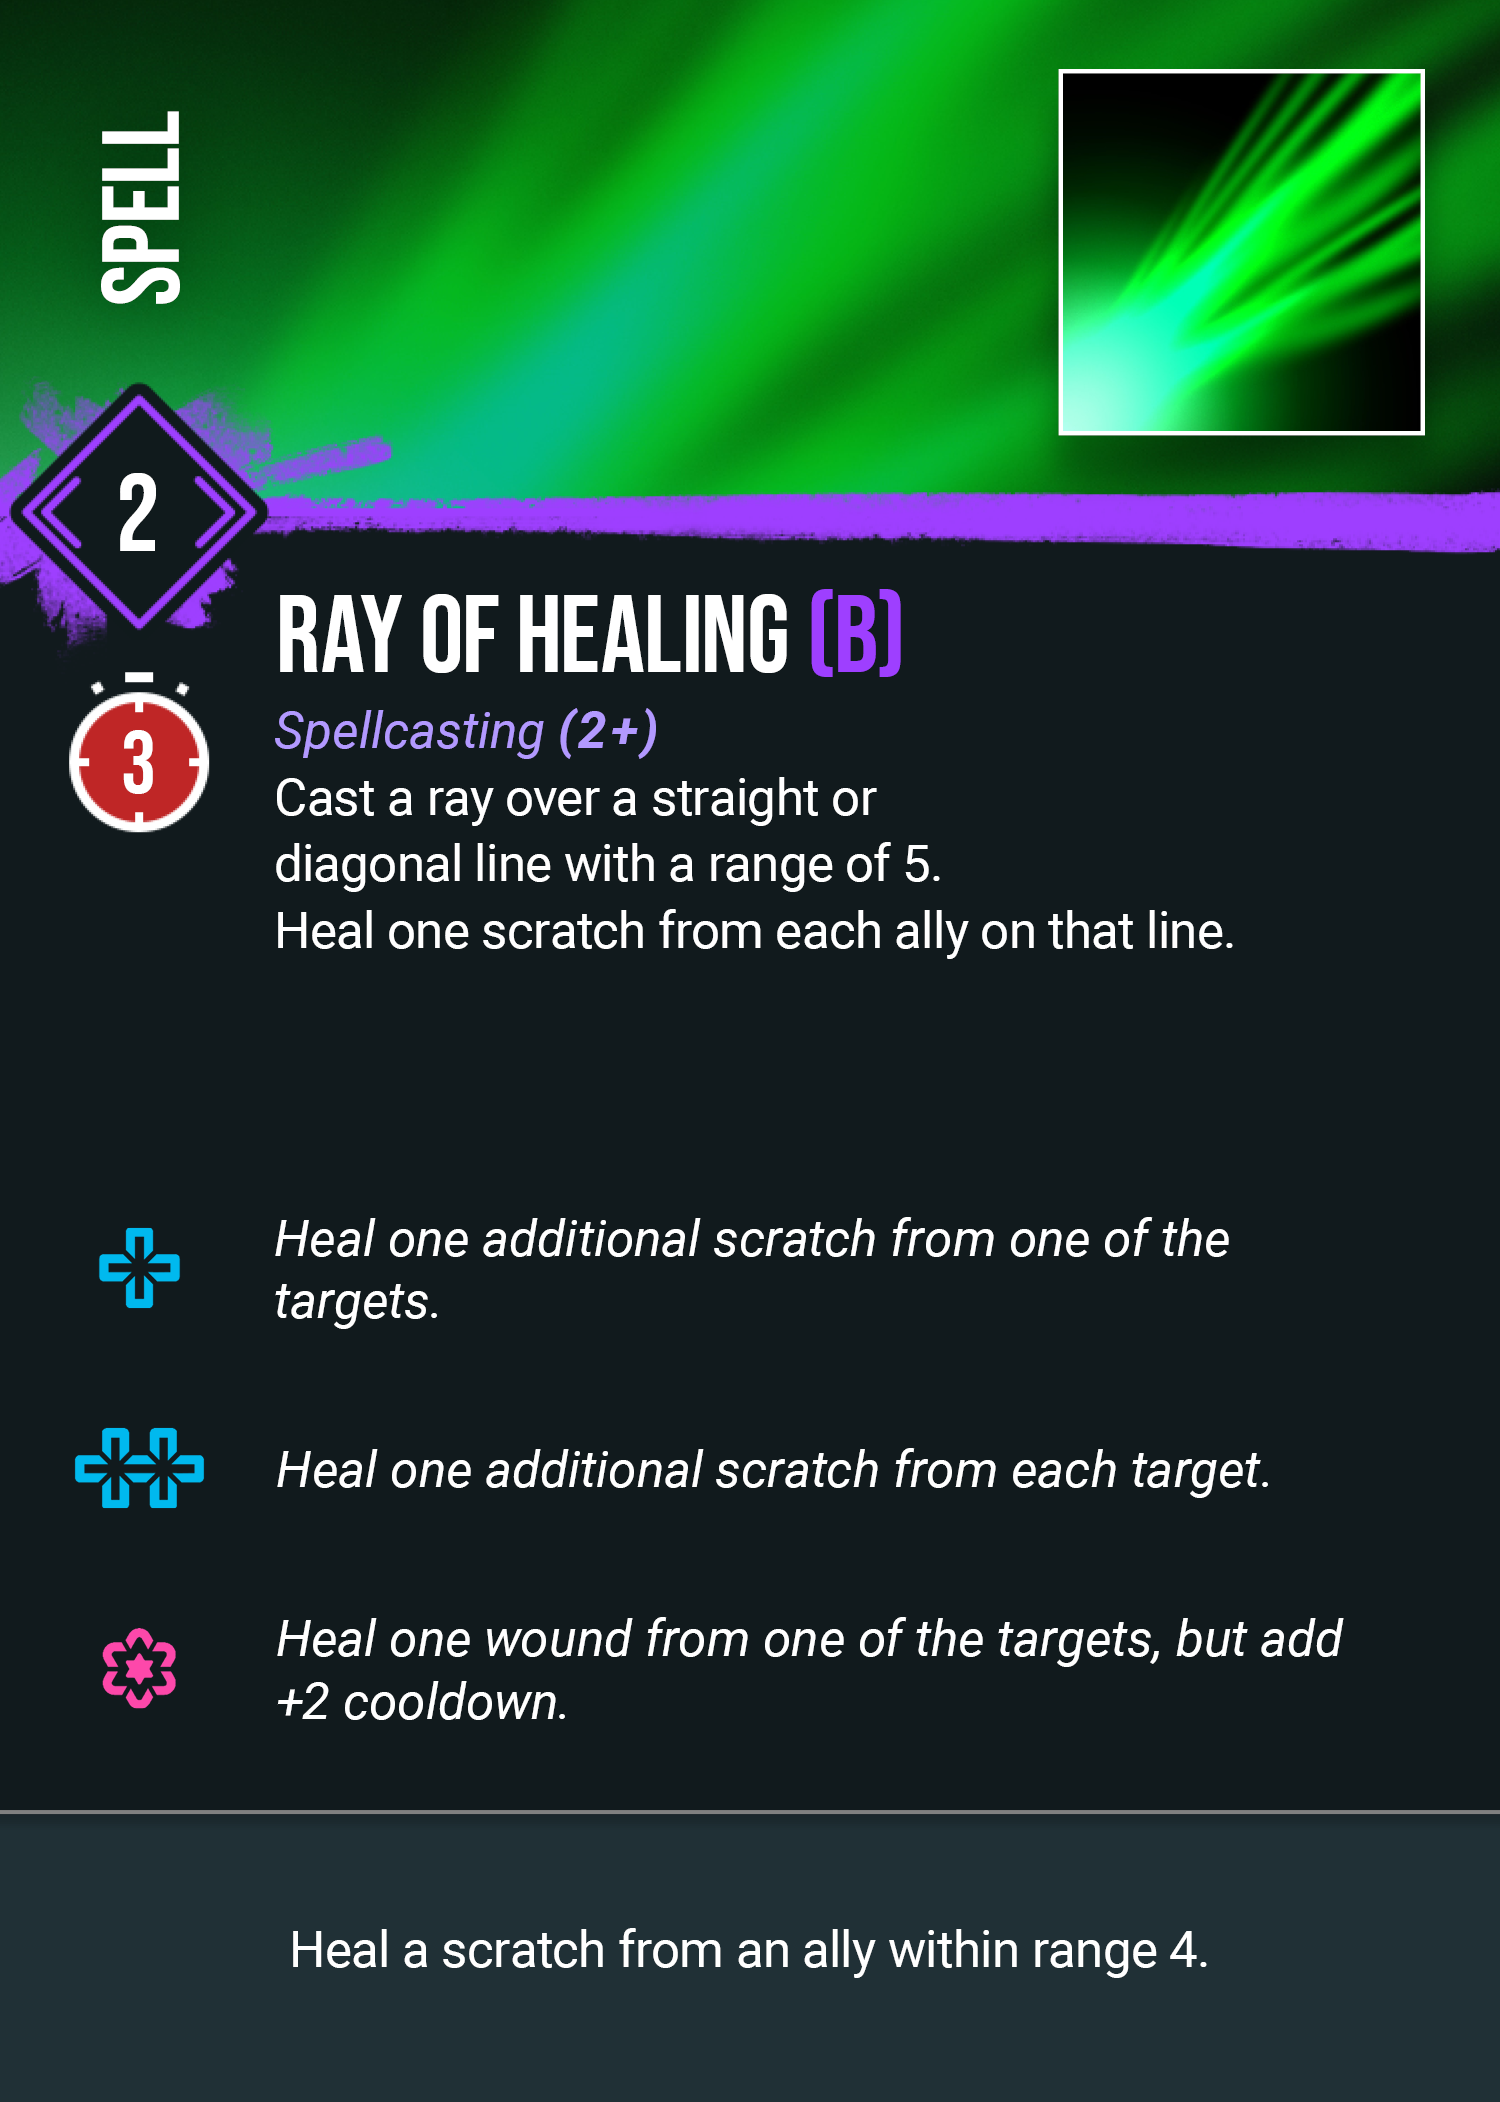 SPELL
2
RAY OF HEALING (B)
3
Spellcasting (2+)
Cast a ray over a straight or
diagonal line with a range of 5.
Heal one scratch from each ally on that line.
Heal one additional scratch from one of the
targets.
Heal one additional scratch from each target.
Heal one wound from one of the targets, but add
+2 cooldown.
Heal a scratch from an ally within range 4.